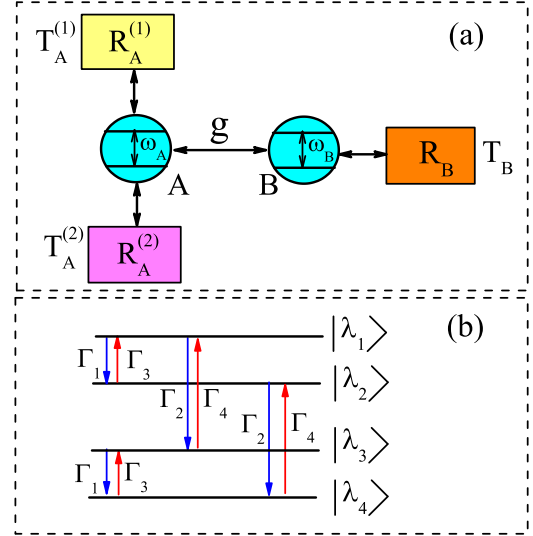 (a)
T_A^(1) R_A^(1)
ω_A g ω_B
A B
R_B T_B
T_A^(2) R_A^(2)
(b)
|λ_1⟩
Γ_1 Γ_3
|λ_2⟩
Γ_2 Γ_4 Γ_2 Γ_4
|λ_3⟩
Γ_1 Γ_3
|λ_4⟩